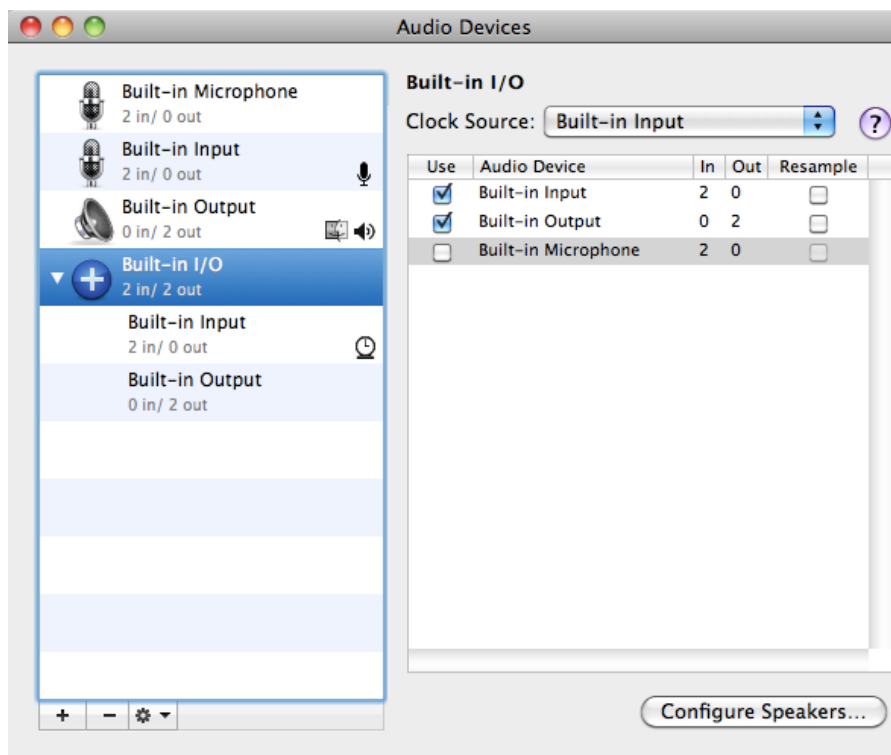 Audio Devices
Built-in Microphone
2 in/ 0 out
Built-in Input
2 in/ 0 out
Built-in Output
0 in/ 2 out
Built-in I/O
2 in/ 2 out
Built-in Input
2 in/ 0 out
Built-in Output
0 in/ 2 out
Built-in I/O
Clock Source: Built-in Input ?
Use Audio Device In Out Resample
Built-in Input 2 0
Built-in Output 0 2
Built-in Microphone 2 0
Configure Speakers...